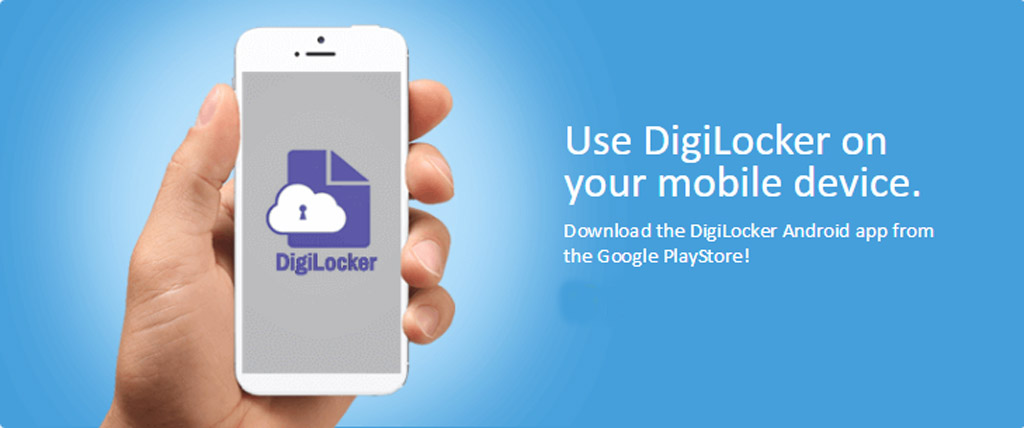 DigiLocker
Use DigiLocker on
your mobile device.
Download the DigiLocker Android app from
the Google PlayStore!